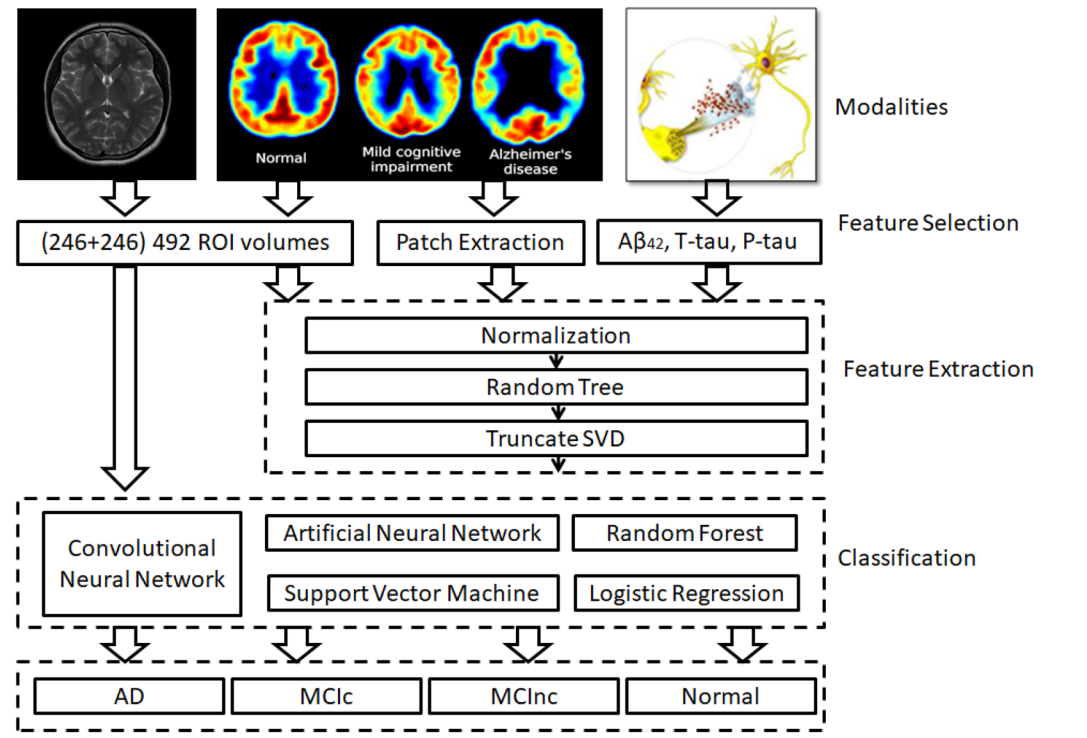 Normal
Mild cognitive
impairment
Alzheimer's
disease
Modalities
(246+246) 492 ROI volumes
Patch Extraction
Aβ42, T-tau, P-tau
Feature Selection
Normalization
Random Tree
Truncate SVD
Feature Extraction
Convolutional
Neural Network
Artificial Neural Network
Random Forest
Support Vector Machine
Logistic Regression
Classification
AD
MCIc
MCInc
Normal